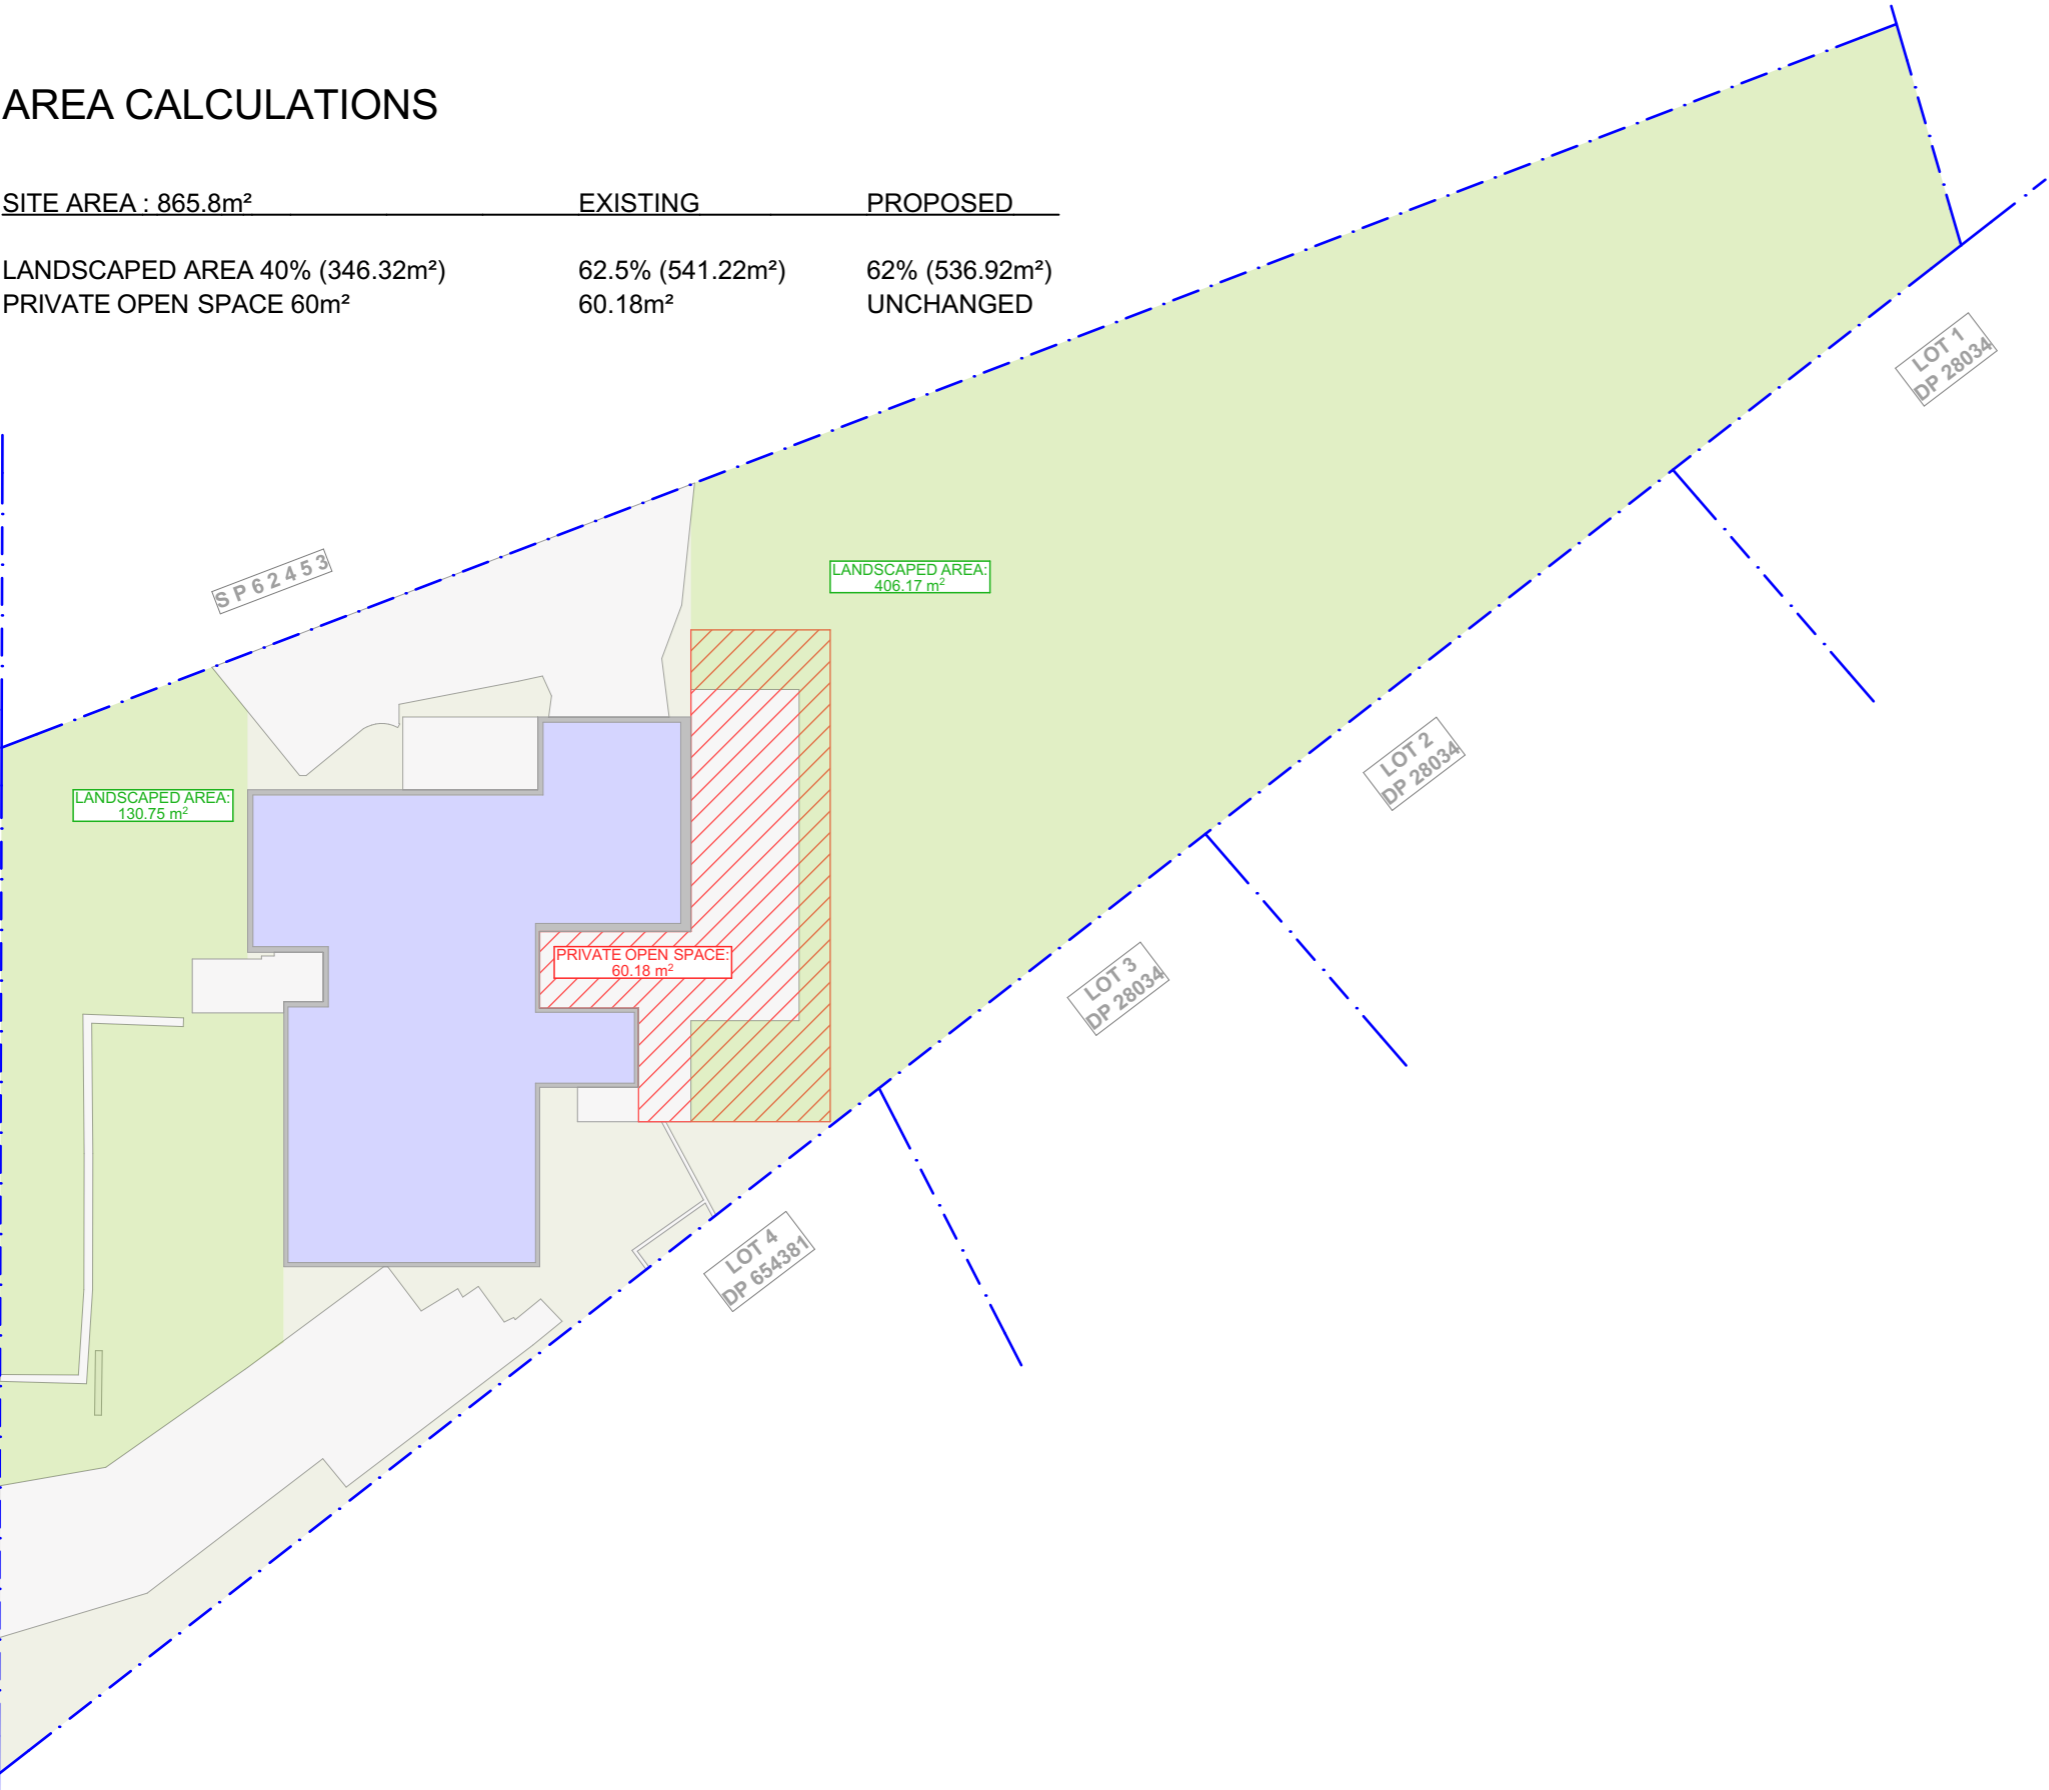 AREA CALCULATIONS
SITE AREA : 865.8m² EXISTING PROPOSED
LANDSCAPED AREA 40% (346.32m²) 62.5% (541.22m²) 62% (536.92m²)
PRIVATE OPEN SPACE 60m² 60.18m² UNCHANGED
LOT 1
DP 28034
SP62453
LANDSCAPED AREA:
406.17 m²
LOT 2
DP 28034
LANDSCAPED AREA:
130.75 m²
PRIVATE OPEN SPACE:
60.18 m²
LOT 3
DP 28034
LOT 4
DP 654381